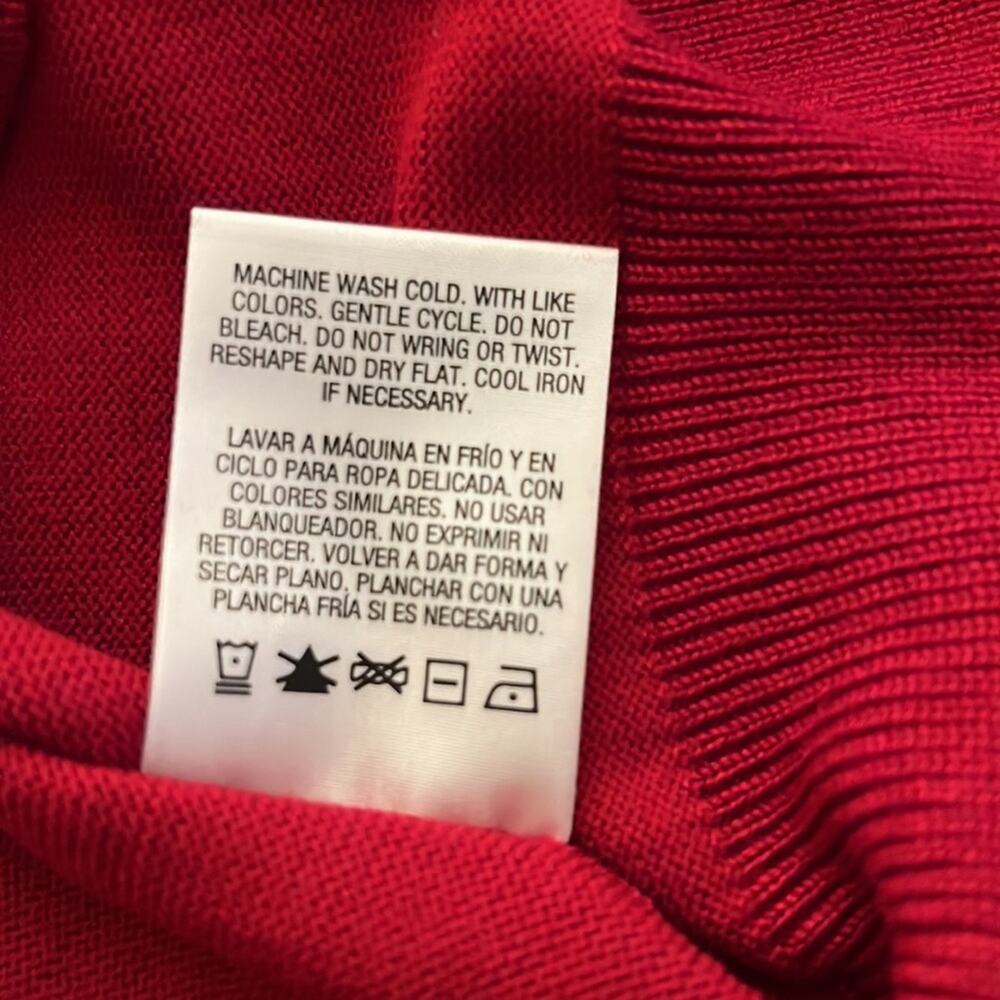 MACHINE WASH COLD. WITH LIKE
COLORS. GENTLE CYCLE. DO NOT
BLEACH. DO NOT WRING OR TWIST.
RESHAPE AND DRY FLAT. COOL IRON
IF NECESSARY.
LAVAR A MÁQUINA EN FRÍO Y EN
CICLO PARA ROPA DELICADA. CON
COLORES SIMILARES. NO USAR
BLANQUEADOR. NO EXPRIMIR NI
RETORCER. VOLVER A DAR FORMA Y
SECAR PLANO. PLANCHAR CON UNA
PLANCHA FRÍA SI ES NECESARIO.